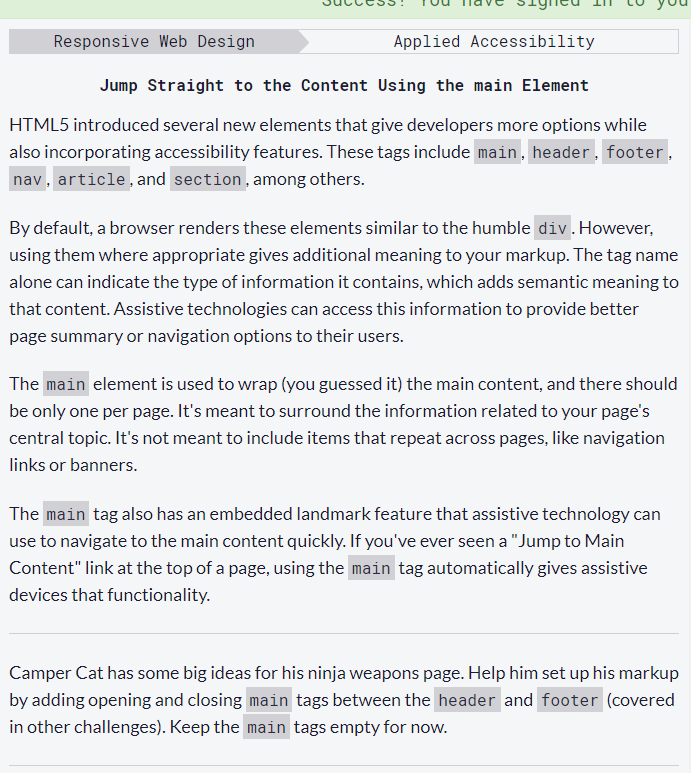 Success! You have signed in to you
Responsive Web Design
Applied Accessibility
Jump Straight to the Content Using the main Element
HTML5 introduced several new elements that give developers more options while
also incorporating accessibility features. These tags include main, header, footer,
nav, article, and section, among others.
By default, a browser renders these elements similar to the humble div. However,
using them where appropriate gives additional meaning to your markup. The tag name
alone can indicate the type of information it contains, which adds semantic meaning to
that content. Assistive technologies can access this information to provide better
page summary or navigation options to their users.
The main element is used to wrap (you guessed it) the main content, and there should
be only one per page. It's meant to surround the information related to your page's
central topic. It's not meant to include items that repeat across pages, like navigation
links or banners.
The main tag also has an embedded landmark feature that assistive technology can
use to navigate to the main content quickly. If you've ever seen a "Jump to Main
Content" link at the top of a page, using the main tag automatically gives assistive
devices that functionality.
Camper Cat has some big ideas for his ninja weapons page. Help him set up his markup
by adding opening and closing main tags between the header and footer (covered
in other challenges). Keep the main tags empty for now.